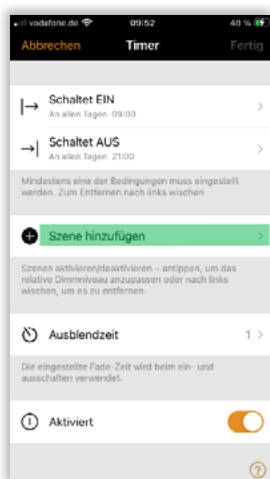 vodafone.de 09:52 48 %
Abbrechen Timer Fertig
Schaltet EIN
An allen Tagen 09:00
Schaltet AUS
An allen Tagen 21:00
Mindestens eine der Bedingungen muss eingestellt
werden. Zum Entfernen nach links wischen
Szene hinzufügen
Szenen aktivieren/deaktivieren – antippen, um das
relative Dimmniveau anzupassen oder nach links
wischen, um es zu entfernen.
Ausblendzeit 1
Die eingestellte Fade-Zeit wird beim ein- und
ausschalten verwendet.
Aktiviert
?